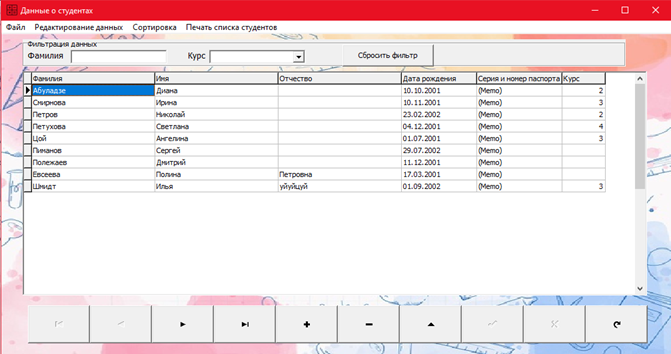 Данные о студентах
Файл Редактирование данных Сортировка Печать списка студентов
Фильтрация данных
Фамилия Курс Сбросить фильтр
Фамилия Имя Отчество Дата рождения Серия и номер паспорта Курс
Абуладзе Диана 10.10.2001 (Memo) 2
Смирнова Ирина 10.11.2001 (Memo) 3
Петров Николай 23.02.2002 (Memo) 2
Петухова Светлана 04.12.2001 (Memo) 4
Цой Ангелина 01.07.2001 (Memo) 3
Пиманов Сергей 29.07.2002 (Memo)
Полежаев Дмитрий 11.12.2001 (Memo)
Евсеева Полина Петровна 17.03.2001 (Memo)
Шмидт Илья уйуйцуй 01.09.2002 (Memo) 3